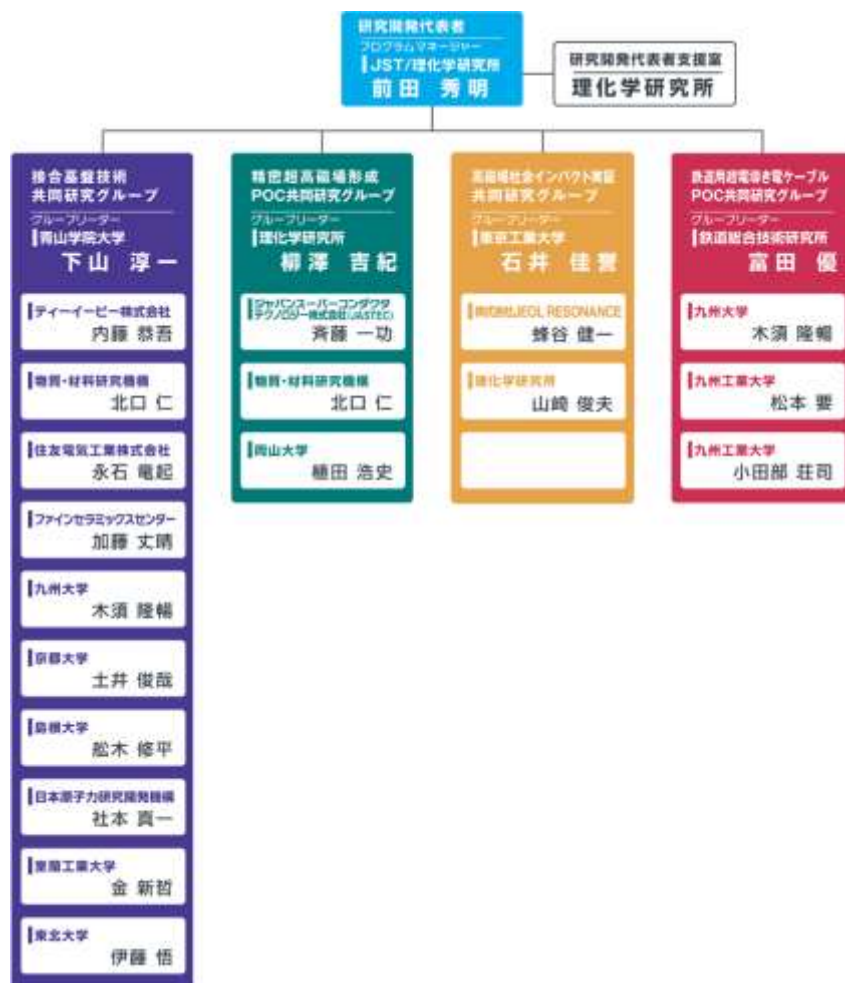 研究開発代表者
プログラムマネージャー
JST/理化学研究所
前田 秀明
研究開発代表者支援室
理化学研究所
接合基盤技術
共同研究グループ
グループリーダー
青山学院大学
下山 淳一
ティーイーピー株式会社
内藤 恭吾
物質・材料研究機構
北口 仁
住友電気工業株式会社
永石 竜起
ファインセラミックスセンター
加藤 丈晴
九州大学
木須 隆暢
京都大学
土井 俊哉
島根大学
舩木 修平
日本原子力研究開発機構
社本 真一
室蘭工業大学
金 新哲
東北大学
伊藤 悟
精密超高磁場形成
POC共同研究グループ
グループリーダー
理化学研究所
柳澤 吉紀
ジャパンスーパーコンダクタ
テクノロジー株式会社(JASTEC)
斉藤 一功
物質・材料研究機構
北口 仁
岡山大学
植田 浩史
高磁場社会インパクト実証
共同研究グループ
グループリーダー
東京工業大学
石井 佳誉
株式会社JEOL RESONANCE
蜂谷 健一
理化学研究所
山崎 俊夫
鉄道用超電導き電ケーブル
POC共同研究グループ
グループリーダー
鉄道総合技術研究所
富田 優
九州大学
木須 隆暢
九州工業大学
松本 要
九州工業大学
小田部 荘司